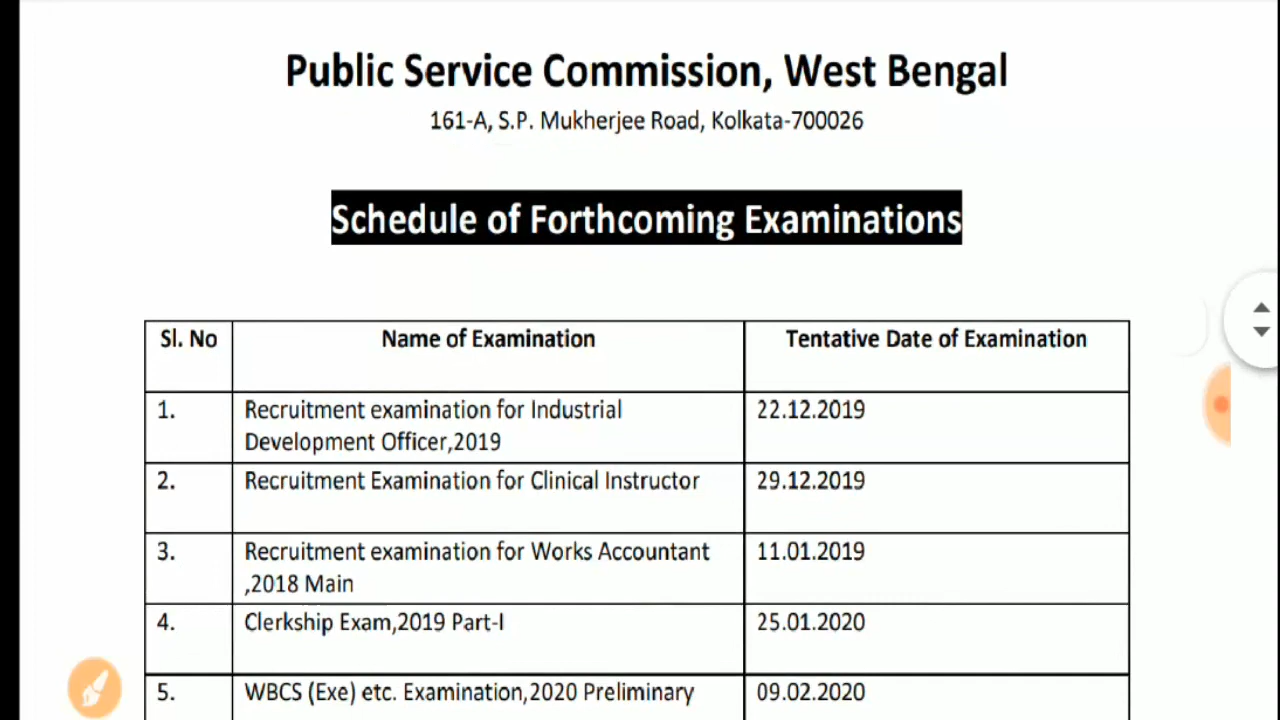 Public Service Commission, West Bengal
161-A, S.P. Mukherjee Road, Kolkata-700026
Schedule of Forthcoming Examinations
Sl. No Name of Examination Tentative Date of Examination
1. Recruitment examination for Industrial 22.12.2019
Development Officer,2019
2. Recruitment Examination for Clinical Instructor 29.12.2019
3. Recruitment examination for Works Accountant 11.01.2019
,2018 Main
4. Clerkship Exam,2019 Part-I 25.01.2020
5. WBCS (Exe) etc. Examination,2020 Preliminary 09.02.2020